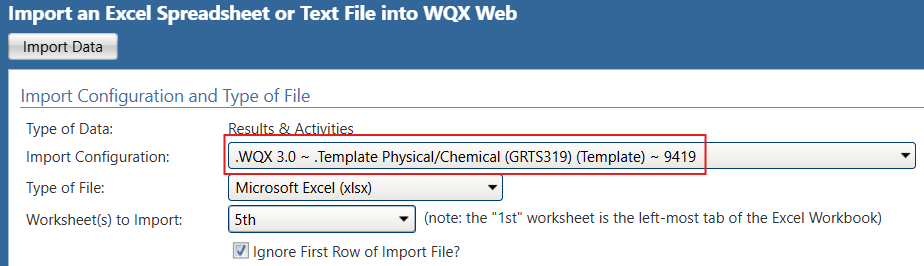 Import an Excel Spreadsheet or Text File into WQX Web
Import Data
Import Configuration and Type of File
Type of Data: Results & Activities
Import Configuration: .WQX 3.0 ~ .Template Physical/Chemical (GRTS319) (Template) ~ 9419
Type of File: Microsoft Excel (xlsx)
Worksheet(s) to Import: 5th (note: the "1st" worksheet is the left-most tab of the Excel Workbook)
Ignore First Row of Import File?